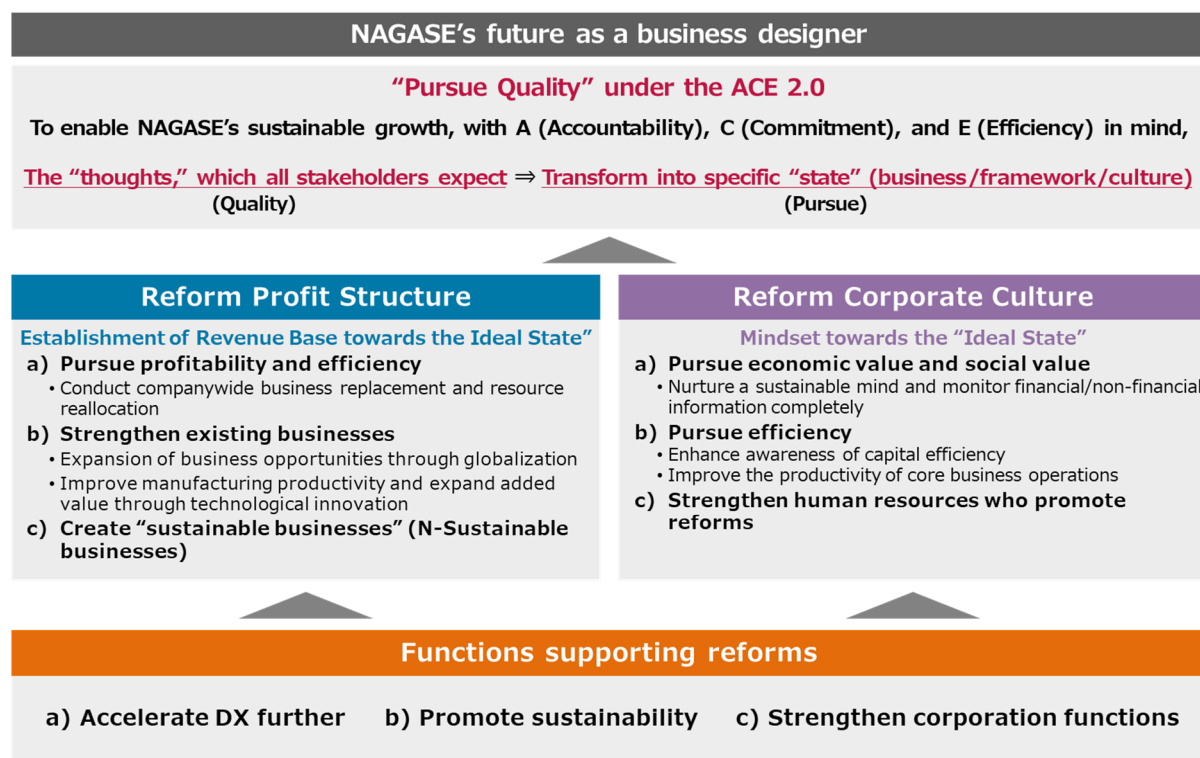 NAGASE's future as a business designer
“Pursue Quality” under the ACE 2.0
To enable NAGASE's sustainable growth, with A (Accountability), C (Commitment), and E (Efficiency) in mind,
The “thoughts,” which all stakeholders expect ⇒ Transform into specific “state” (business/framework/culture)
(Quality) (Pursue)
Reform Profit Structure
Establishment of Revenue Base towards the Ideal State”
a) Pursue profitability and efficiency
• Conduct companywide business replacement and resource
reallocation
b) Strengthen existing businesses
• Expansion of business opportunities through globalization
• Improve manufacturing productivity and expand added
value through technological innovation
c) Create “sustainable businesses” (N-Sustainable
businesses)
Reform Corporate Culture
Mindset towards the “Ideal State”
a) Pursue economic value and social value
• Nurture a sustainable mind and monitor financial/non-financial
information completely
b) Pursue efficiency
• Enhance awareness of capital efficiency
• Improve the productivity of core business operations
c) Strengthen human resources who promote
reforms
Functions supporting reforms
a) Accelerate DX further b) Promote sustainability c) Strengthen corporation functions